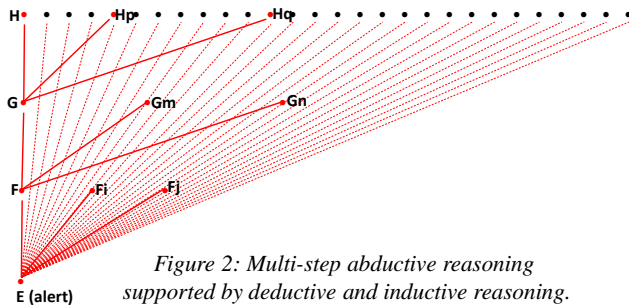 H Hp Hq
G Gm Gn
F Fi Fj
E (alert)
Figure 2: Multi-step abductive reasoning
supported by deductive and inductive reasoning.